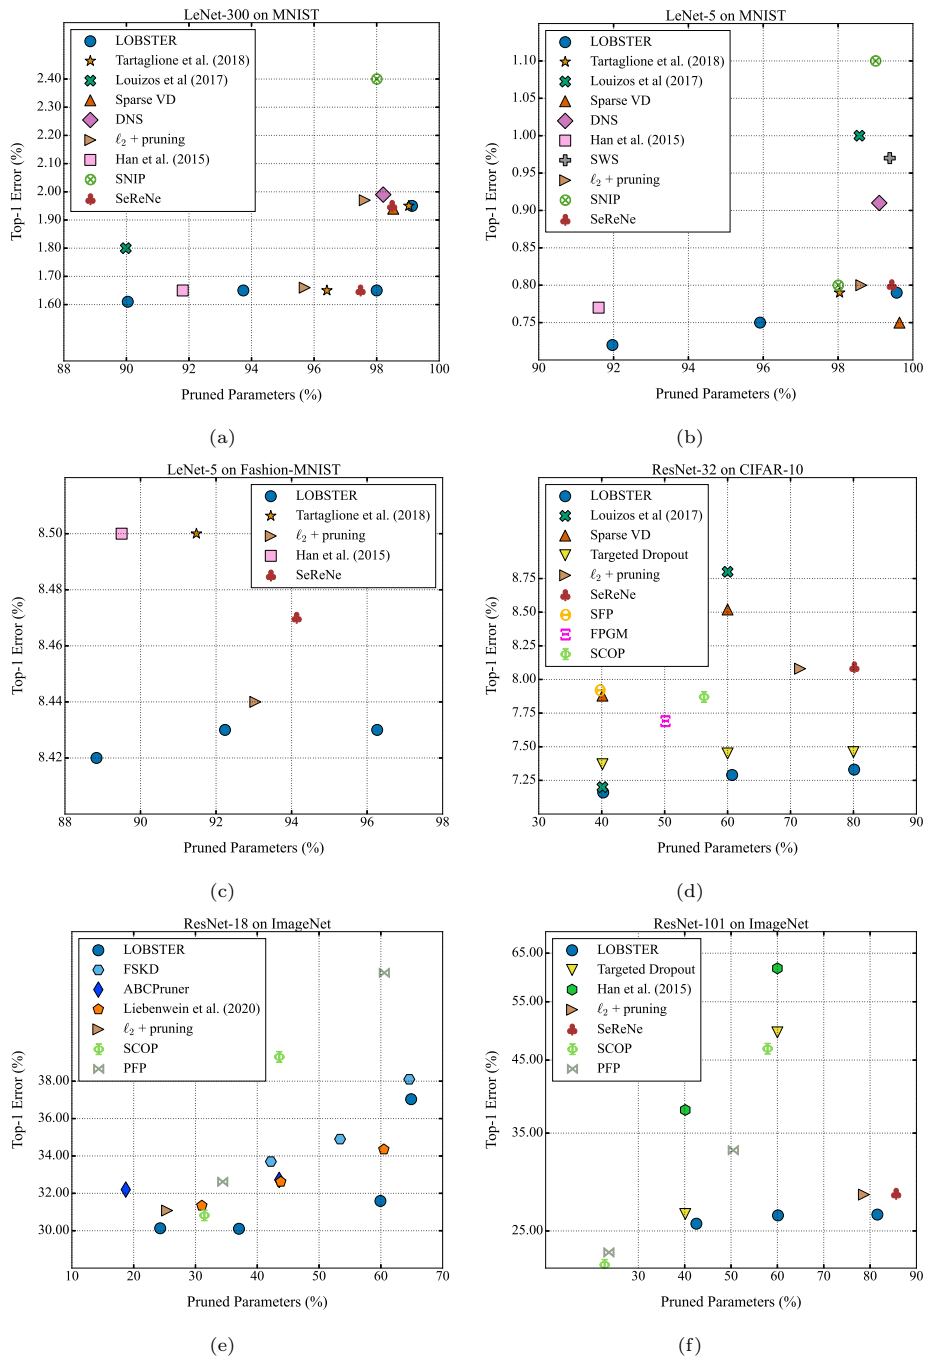 LeNet-300 on MNIST
LOBSTER
Tartaglione et al. (2018)
Louizos et al (2017)
Sparse VD
DNS
ℓ2 + pruning
Han et al. (2015)
SNIP
SeReNe
2.40
2.30
2.20
2.10
2.00
1.90
1.80
1.70
1.60
Top-1 Error (%)
88 90 92 94 96 98 100
Pruned Parameters (%)
(a)
LeNet-5 on MNIST
LOBSTER
Tartaglione et al. (2018)
Louizos et al (2017)
Sparse VD
DNS
Han et al. (2015)
SWS
ℓ2 + pruning
SNIP
SeReNe
1.10
1.05
1.00
0.95
0.90
0.85
0.80
0.75
Top-1 Error (%)
90 92 94 96 98 100
Pruned Parameters (%)
(b)
LeNet-5 on Fashion-MNIST
LOBSTER
Tartaglione et al. (2018)
ℓ2 + pruning
Han et al. (2015)
SeReNe
8.50
8.48
8.46
8.44
8.42
Top-1 Error (%)
88 90 92 94 96 98
Pruned Parameters (%)
(c)
ResNet-32 on CIFAR-10
LOBSTER
Louizos et al (2017)
Sparse VD
Targeted Dropout
ℓ2 + pruning
SeReNe
SFP
FPGM
SCOP
8.75
8.50
8.25
8.00
7.75
7.50
7.25
Top-1 Error (%)
30 40 50 60 70 80 90
Pruned Parameters (%)
(d)
ResNet-18 on ImageNet
LOBSTER
FSKD
ABCPruner
Liebenwein et al. (2020)
ℓ2 + pruning
SCOP
PFP
38.00
36.00
34.00
32.00
30.00
Top-1 Error (%)
10 20 30 40 50 60 70
Pruned Parameters (%)
(e)
ResNet-101 on ImageNet
LOBSTER
Targeted Dropout
Han et al. (2015)
ℓ2 + pruning
SeReNe
SCOP
PFP
65.00
55.00
45.00
35.00
25.00
Top-1 Error (%)
30 40 50 60 70 80 90
Pruned Parameters (%)
(f)